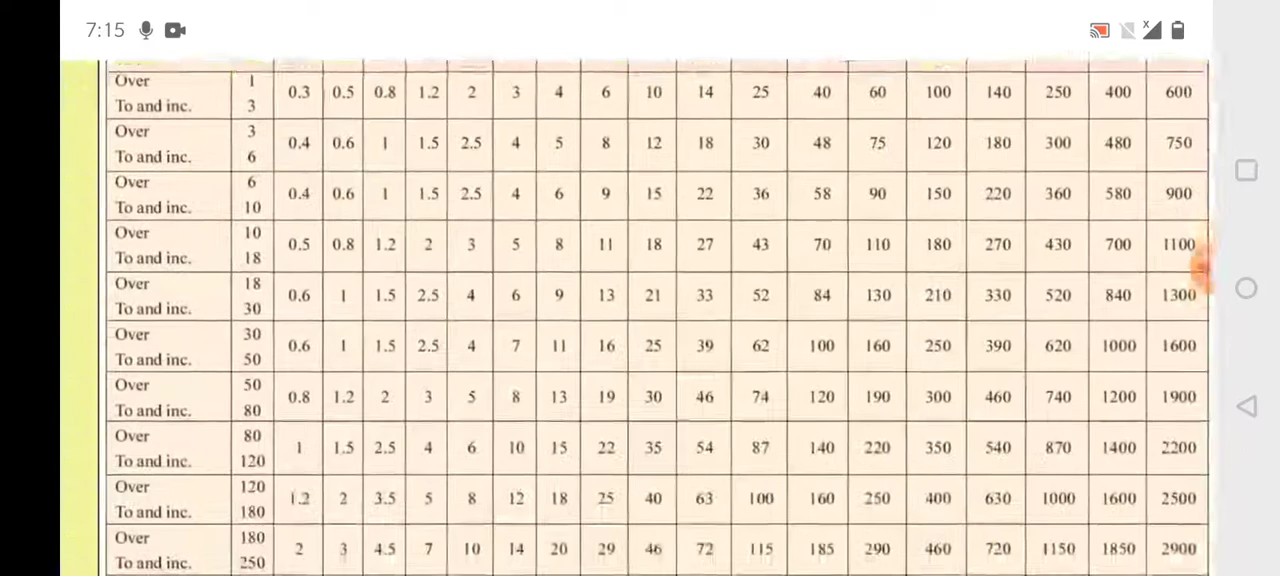 7:15
Over 1
To and inc. 3
0.3 0.5 0.8 1.2 2 3 4 6 10 14 25 40 60 100 140 250 400 600
Over 3
To and inc. 6
0.4 0.6 1 1.5 2.5 4 5 8 12 18 30 48 75 120 180 300 480 750
Over 6
To and inc. 10
0.4 0.6 1 1.5 2.5 4 6 9 15 22 36 58 90 150 220 360 580 900
Over 10
To and inc. 18
0.5 0.8 1.2 2 3 5 8 11 18 27 43 70 110 180 270 430 700 1100
Over 18
To and inc. 30
0.6 1 1.5 2.5 4 6 9 13 21 33 52 84 130 210 330 520 840 1300
Over 30
To and inc. 50
0.6 1 1.5 2.5 4 7 11 16 25 39 62 100 160 250 390 620 1000 1600
Over 50
To and inc. 80
0.8 1.2 2 3 5 8 13 19 30 46 74 120 190 300 460 740 1200 1900
Over 80
To and inc. 120
1 1.5 2.5 4 6 10 15 22 35 54 87 140 220 350 540 870 1400 2200
Over 120
To and inc. 180
1.2 2 3.5 5 8 12 18 25 40 63 100 160 250 400 630 1000 1600 2500
Over 180
To and inc. 250
2 3 4.5 7 10 14 20 29 46 72 115 185 290 460 720 1150 1850 2900